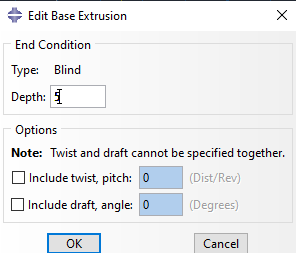 Edit Base Extrusion
End Condition
Type: Blind
Depth: 5
Options
Note: Twist and draft cannot be specified together.
Include twist, pitch: 0 (Dist/Rev)
Include draft, angle: 0 (Degrees)
OK Cancel